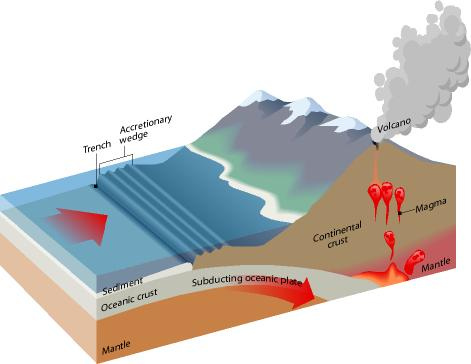 Accretionary
wedge
Trench
Volcano
Magma
Continental
crust
Mantle
Sediment
Subducting oceanic plate
Oceanic crust
Mantle